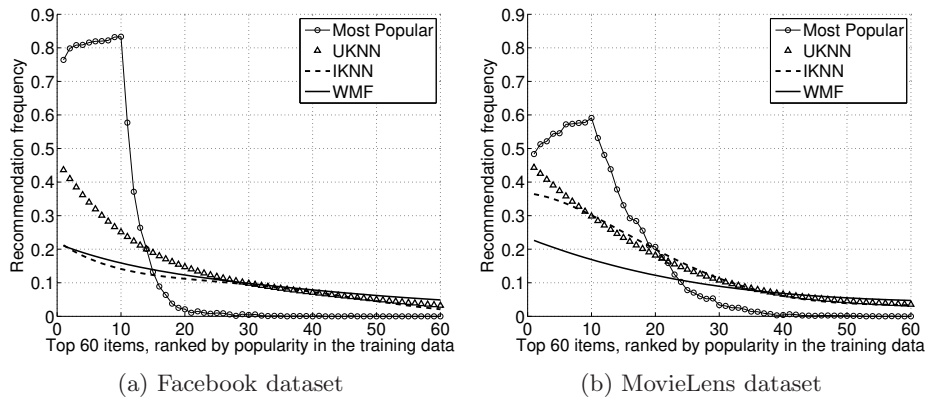 Recommendation frequency
0.9
0.8
0.7
0.6
0.5
0.4
0.3
0.2
0.1
0
0 10 20 30 40 50 60
Most Popular
UKNN
IKNN
WMF
Top 60 items, ranked by popularity in the training data
(a) Facebook dataset
Recommendation frequency
0.9
0.8
0.7
0.6
0.5
0.4
0.3
0.2
0.1
0
0 10 20 30 40 50 60
Most Popular
UKNN
IKNN
WMF
Top 60 items, ranked by popularity in the training data
(b) MovieLens dataset